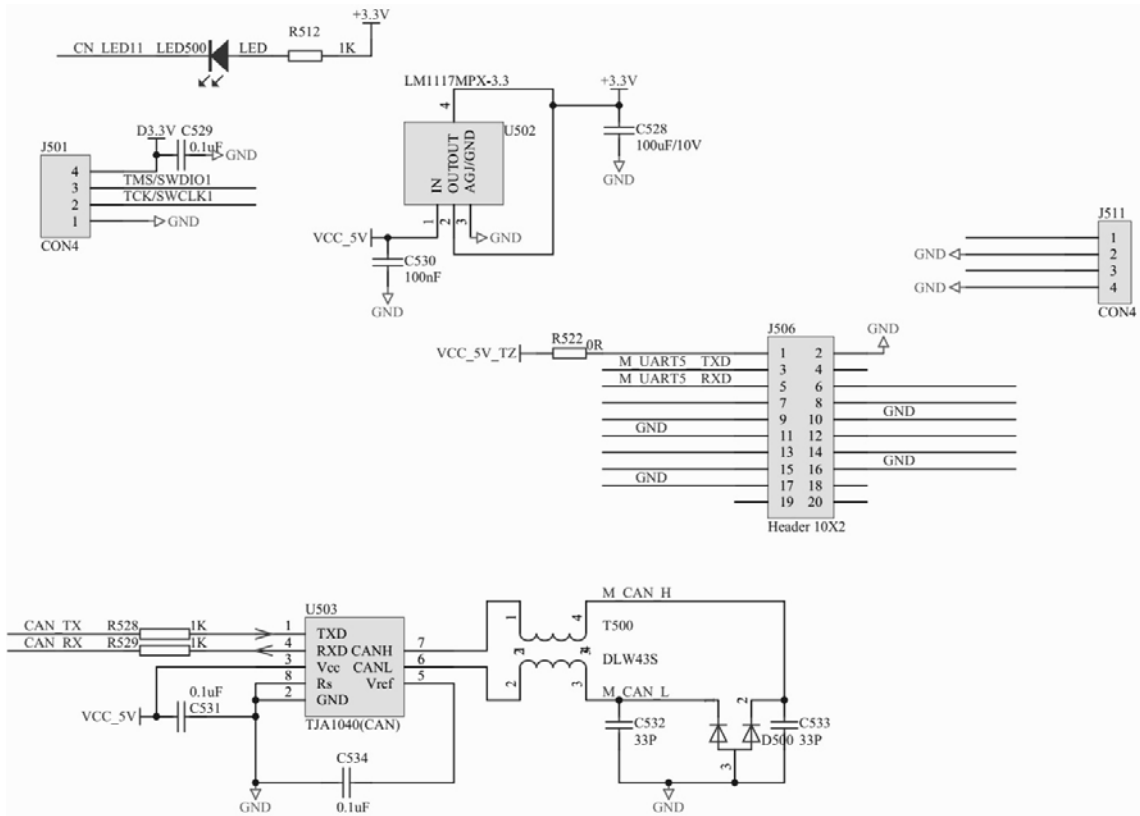 +3.3V
R512
CN_LED11 LED500 LED 1K
LM1117MPX-3.3
+3.3V
4
U502
C528
100uF/10V
GND
IN
OUTOUT
AGJ/GND
1
2
3
GND
VCC_5V
C530
100nF
GND
D3.3V C529
0.1uF
GND
J501
4
3 TMS/SWDIO1
2 TCK/SWCLK1
1 GND
CON4
J511
1
GND 2
3
GND 4
CON4
J506
GND
R522 0R
VCC_5V_TZ 1 2
M_UART5_TXD 3 4
M_UART5_RXD 5 6
7 8
GND
9 10
GND
11 12
13 14
GND
15 16
GND
17 18
19 20
Header 10X2
U503
CAN_TX R528 1K 1 TXD
CAN_RX R529 1K 4 RXD CANH 7
3 Vcc CANL 6
8 Rs Vref 5
2 GND
TJA1040(CAN)
0.1uF
C531
VCC_5V
C534
0.1uF
GND
M_CAN_H
1 4
T500
DLW43S
2 3
M_CAN_L
C532
33P
2
D500
3
C533
33P
GND